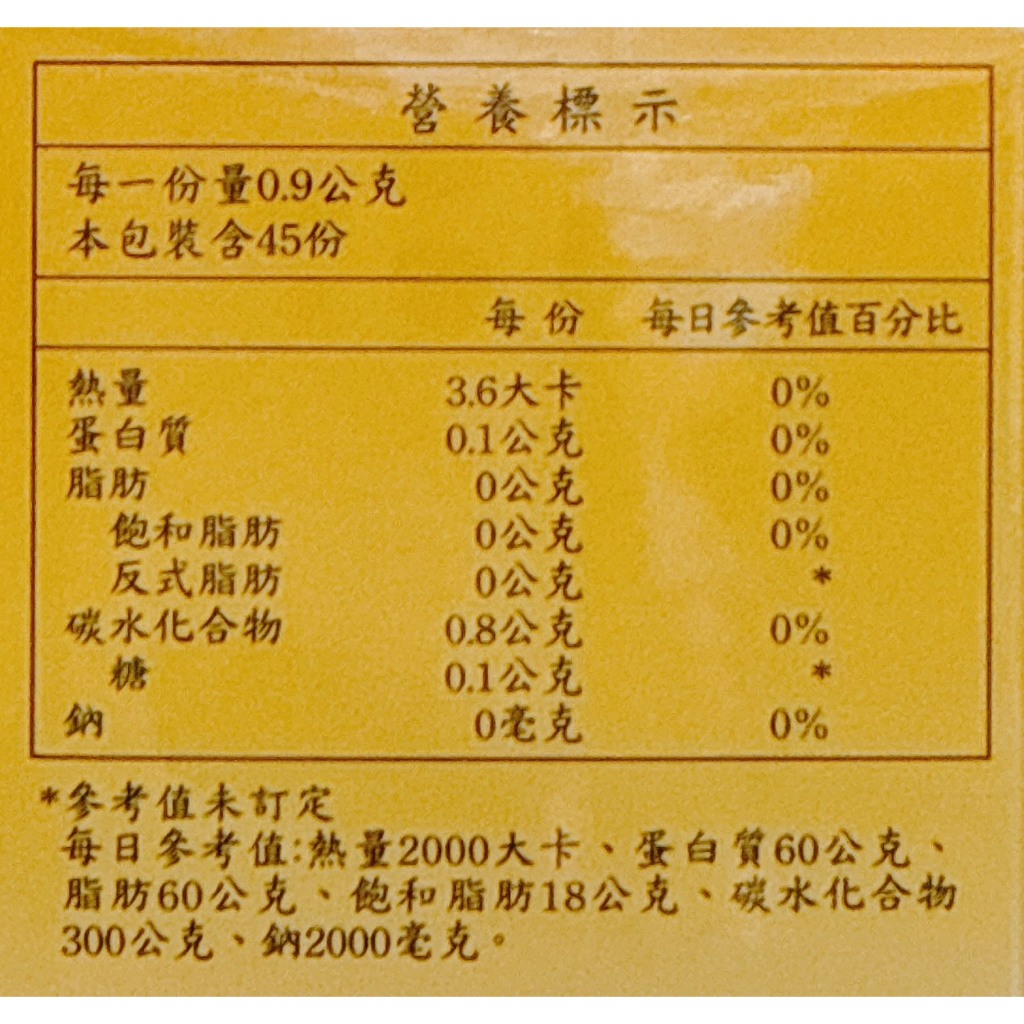 營養標示
每一份量0.9公克
本包裝含45份
每份 每日參考值百分比
熱量 3.6大卡 0%
蛋白質 0.1公克 0%
脂肪 0公克 0%
飽和脂肪 0公克 0%
反式脂肪 0公克 *
碳水化合物 0.8公克 0%
糖 0.1公克 *
鈉 0毫克 0%
*參考值未訂定
每日參考值:熱量2000大卡、蛋白質60公克、
脂肪60公克、飽和脂肪18公克、碳水化合物
300公克、鈉2000毫克。